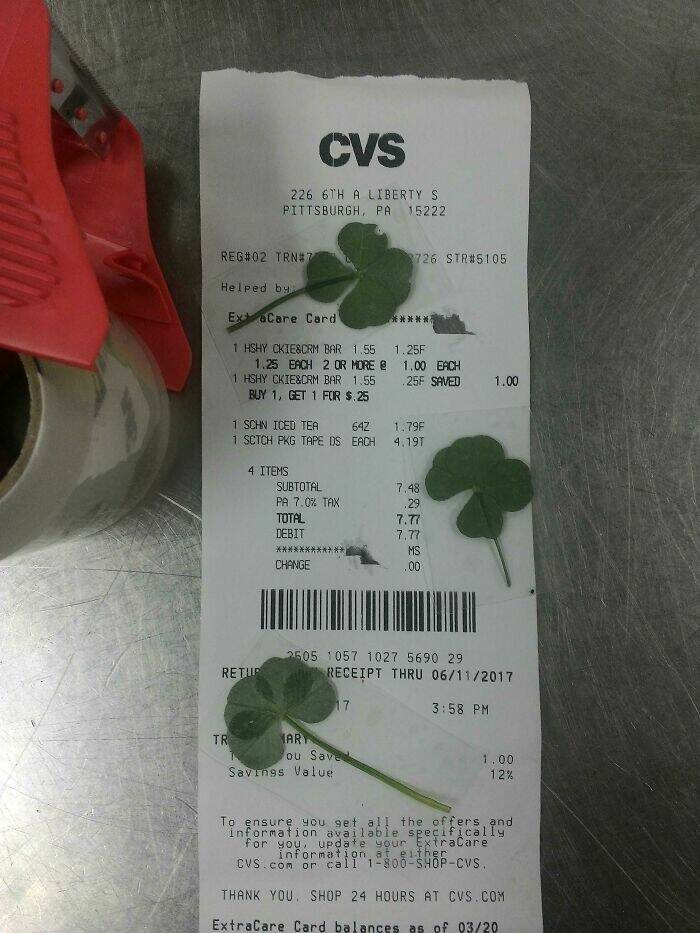 CVS
226 6TH A LIBERTY S
PITTSBURGH, PA 15222
REG#02 TRN#7 726 STR#5105
Helped by:
ExtraCare Card ******
1 HSHY CKIE&CRM BAR 1.55 1.25F
1.25 EACH 2 OR MORE @ 1.00 EACH
1 HSHY CKIE&CRM BAR 1.55 .25F SAVED 1.00
BUY 1, GET 1 FOR $.25
1 SCHN ICED TEA 64Z 1.79F
1 SCTCH PKG TAPE DS EACH 4.19T
4 ITEMS
SUBTOTAL 7.48
PA 7.0% TAX .29
TOTAL 7.77
DEBIT 7.77
************ MS
CHANGE .00
2505 1057 1027 5690 29
RECEIPT THRU 06/11/2017
17 3:58 PM
You Saved 1.00
Savings Value 12%
To ensure you get all the offers and
information available specifically
for you, update your ExtraCare
information at either
CVS.com or call 1-800-SHOP-CVS.
THANK YOU. SHOP 24 HOURS AT CVS.COM
ExtraCare Card balances as of 03/20